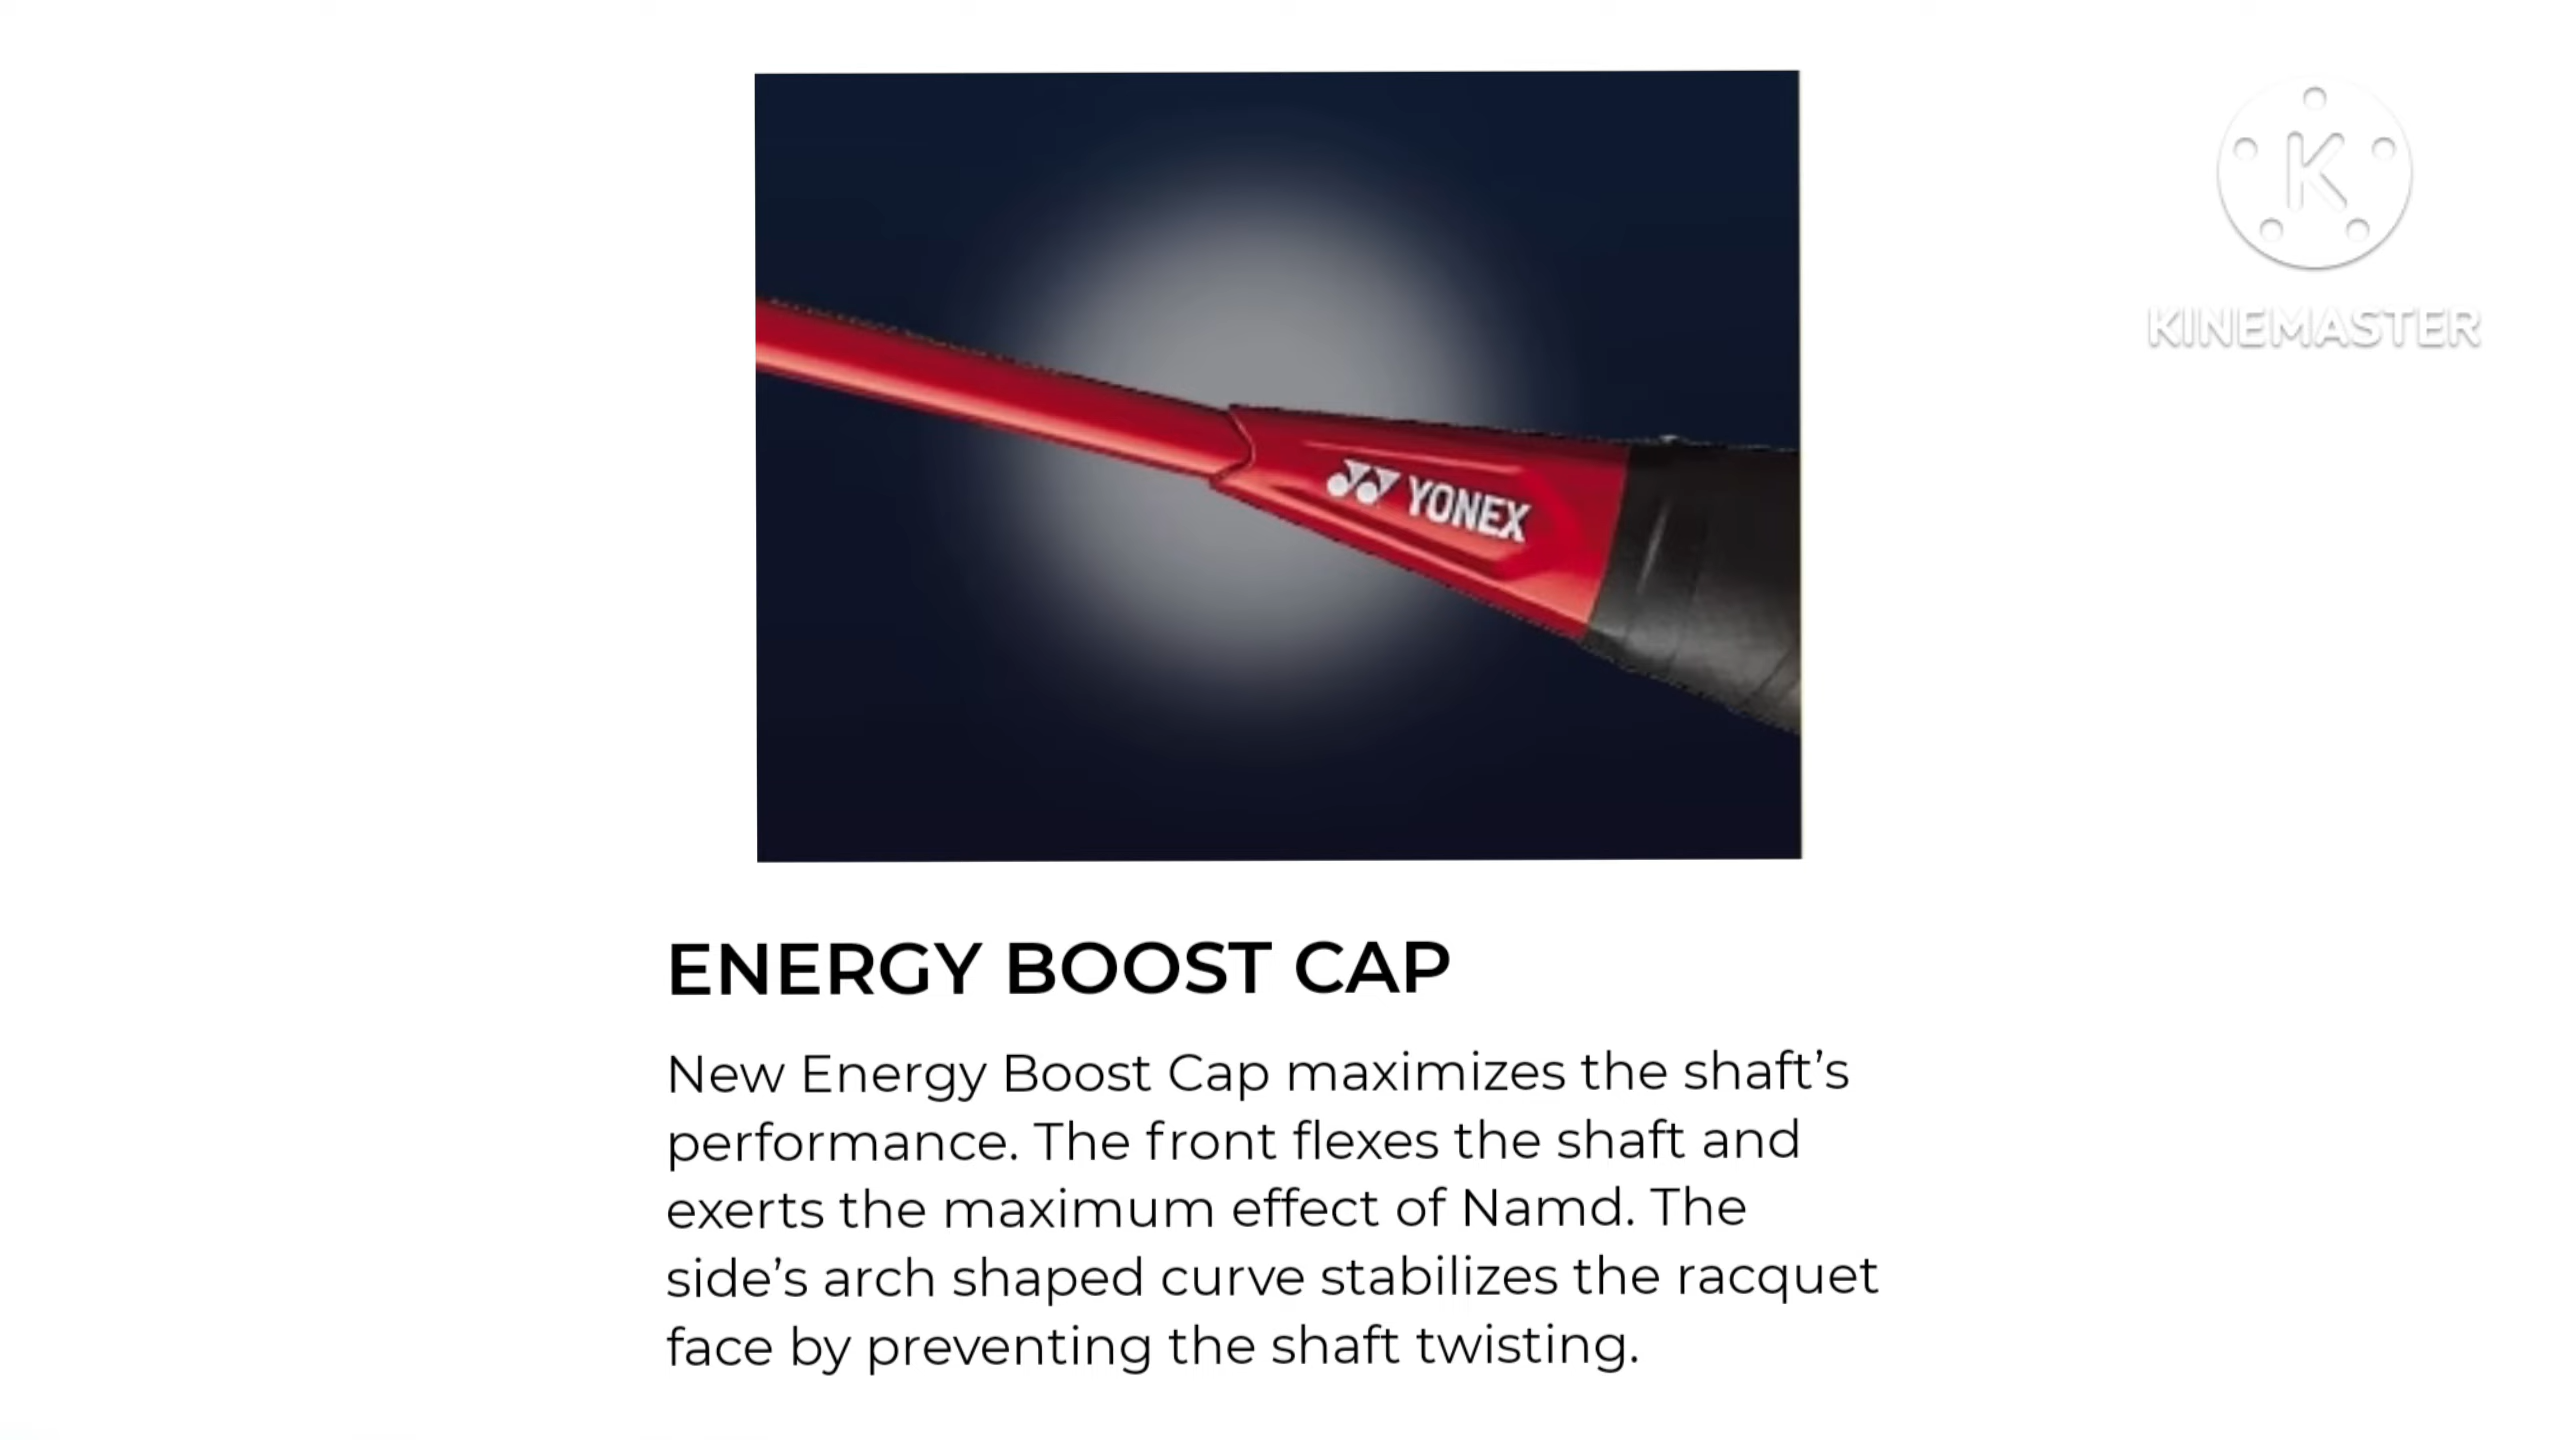 K
KINEMASTER
YONEX
ENERGY BOOST CAP
New Energy Boost Cap maximizes the shaft’s
performance. The front flexes the shaft and
exerts the maximum effect of Namd. The
side’s arch shaped curve stabilizes the racquet
face by preventing the shaft twisting.